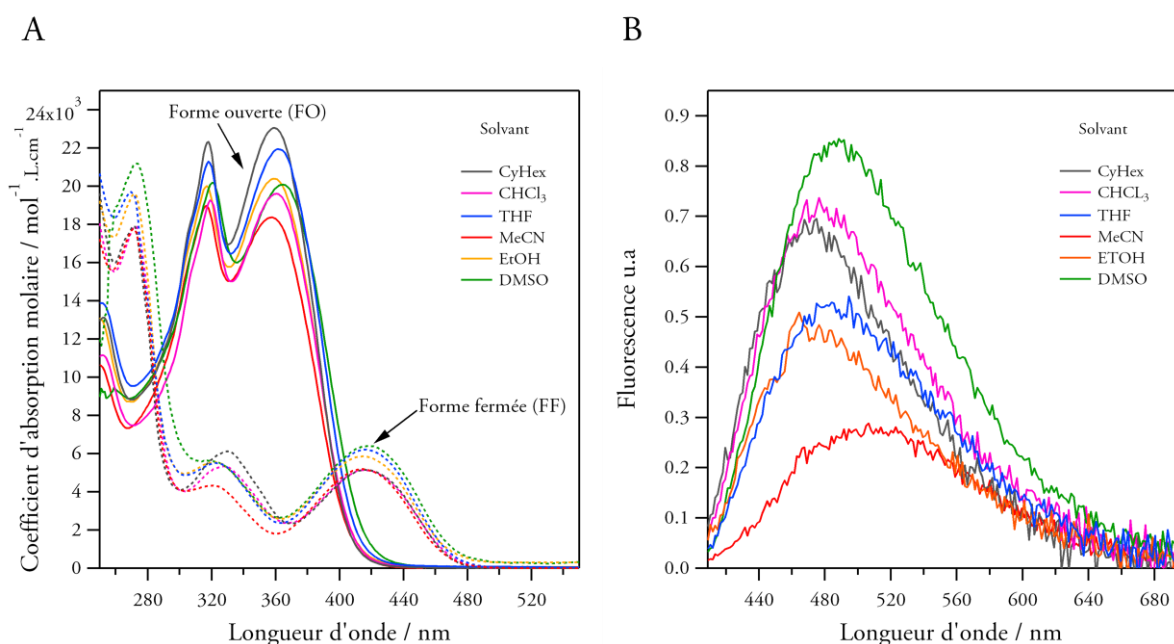 A
Coefficient d'absorption molaire / mol⁻¹.L.cm⁻¹
24x10³
22
20
18
16
14
12
10
8
6
4
2
0
Forme ouverte (FO)
Solvant
CyHex
CHCl₃
THF
MeCN
EtOH
DMSO
Forme fermée (FF)
280 320 360 400 440 480 520
Longueur d'onde / nm
B
Fluorescence u.a
0.9
0.8
0.7
0.6
0.5
0.4
0.3
0.2
0.1
0.0
Solvant
CyHex
CHCL₃
THF
MeCN
ETOH
DMSO
440 480 520 560 600 640 680
Longueur d'onde / nm